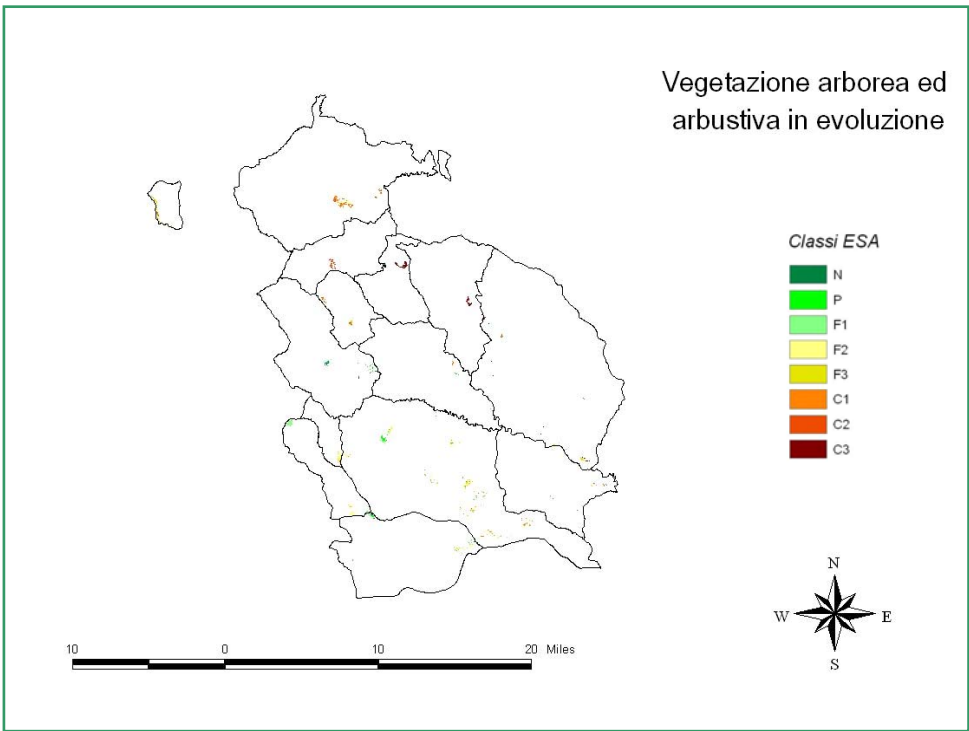 Vegetazione arborea ed
arbustiva in evoluzione
Classi ESA
N
P
F1
F2
F3
C1
C2
C3
N
W E
S
10 0 10 20 Miles